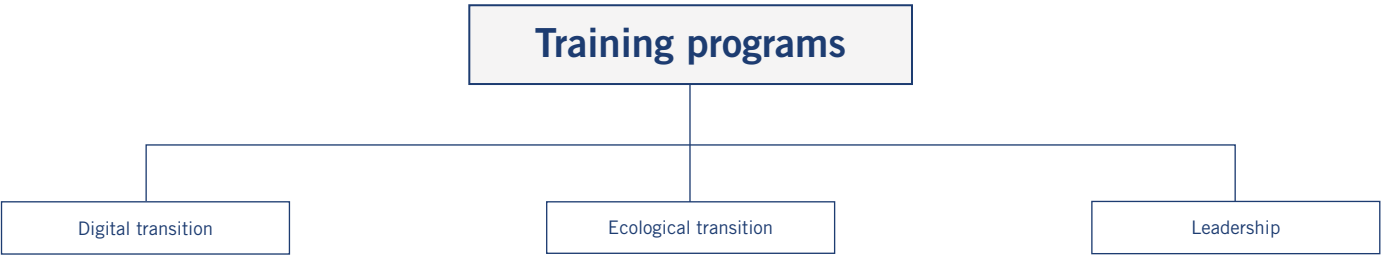 Training programs
Digital transition
Ecological transition
Leadership